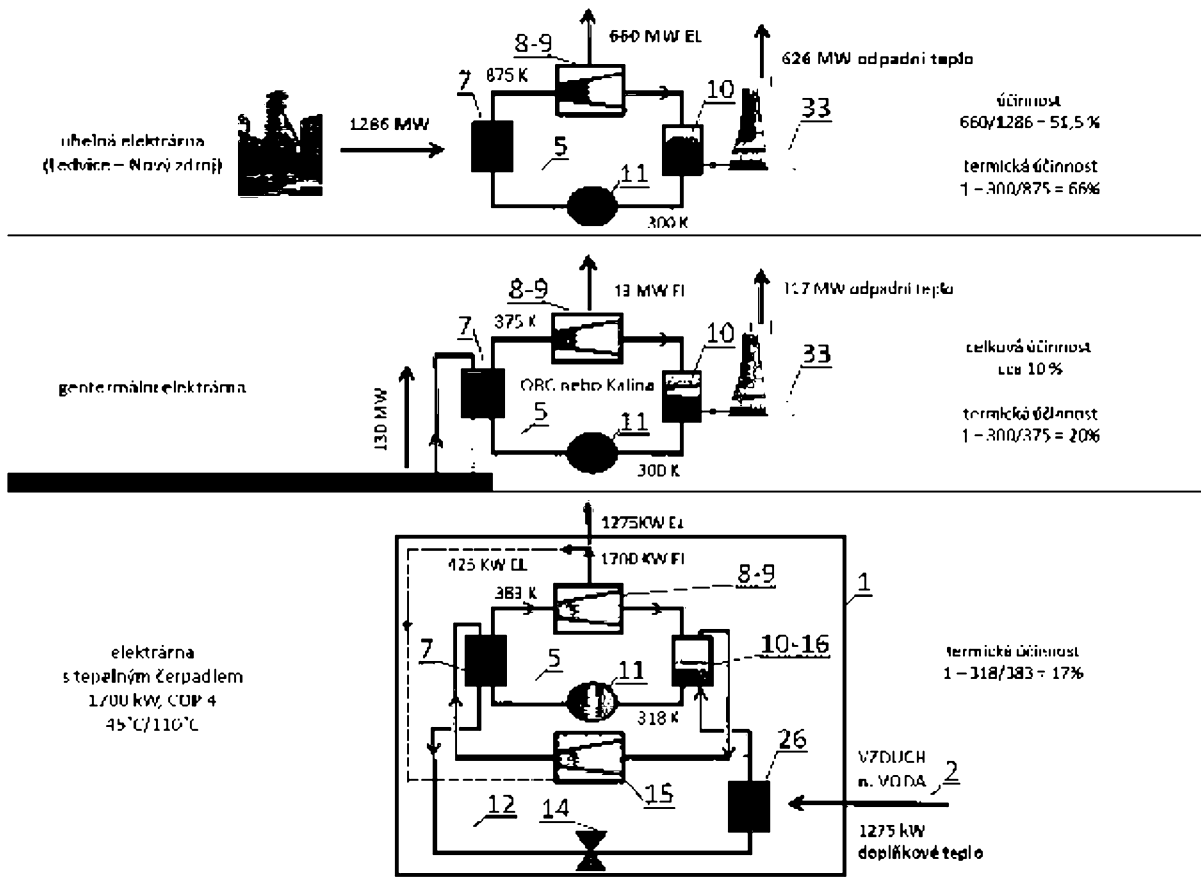 660 MW EL
8-9
875 K
7
626 MW odpadní teplo
10
33
účinnost
660/1286 = 51,5 %
uhelná elektrárna
(Ledvice – Nový zdroj)
1286 MW
5
11
300 K
termická účinnost
1 – 300/875 = 66%
13 MW El
8-9
375 K
7
117 MW odpadní teplo
10
33
celková účinnost
cca 10 %
geotermální elektrárna
130 MW
ORC nebo Kalina
5
11
300 K
termická účinnost
1 – 300/375 = 20%
1275KW EL
425 KW EL
1700 KW El
8-9
1
383 K
7
10-16
5
11
318 K
elektrárna
s tepelným čerpadlem
1700 kW, COP 4
45°C/110°C
termická účinnost
1 – 318/383 = 17%
26
15
VZDUCH
n. VODA
2
12
14
1275 kW
doplňkové teplo